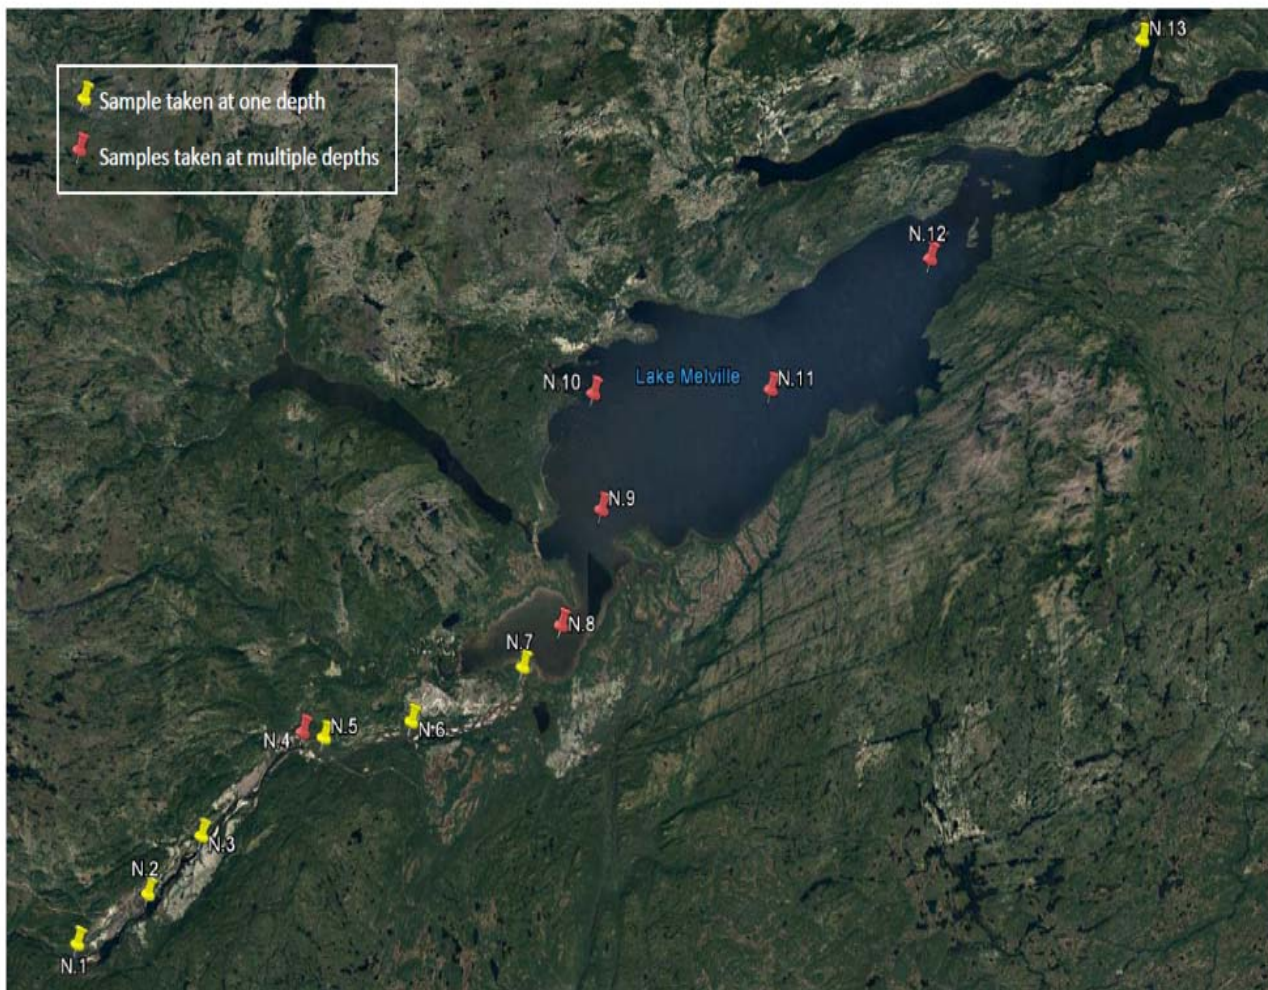 N.13
Sample taken at one depth
Samples taken at multiple depths
N.12
N.10
Lake Melville
N.11
N.9
N.8
N.7
N.6
N.5
N.4
N.3
N.2
N.1